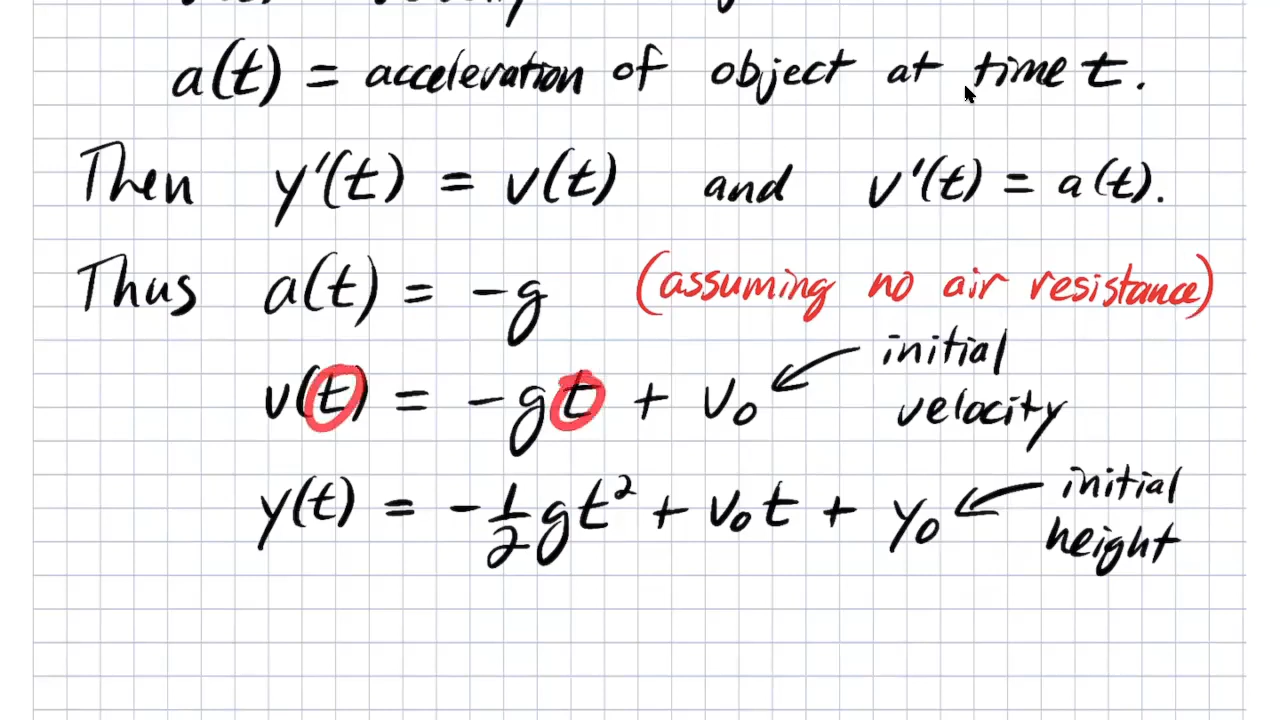 a(t) = acceleration of object at time t.
Then y'(t) = v(t) and v'(t) = a(t).
Thus a(t) = -g (assuming no air resistance)
v(t) = -gt + v₀ initial velocity
y(t) = -½gt² + v₀t + y₀ initial height